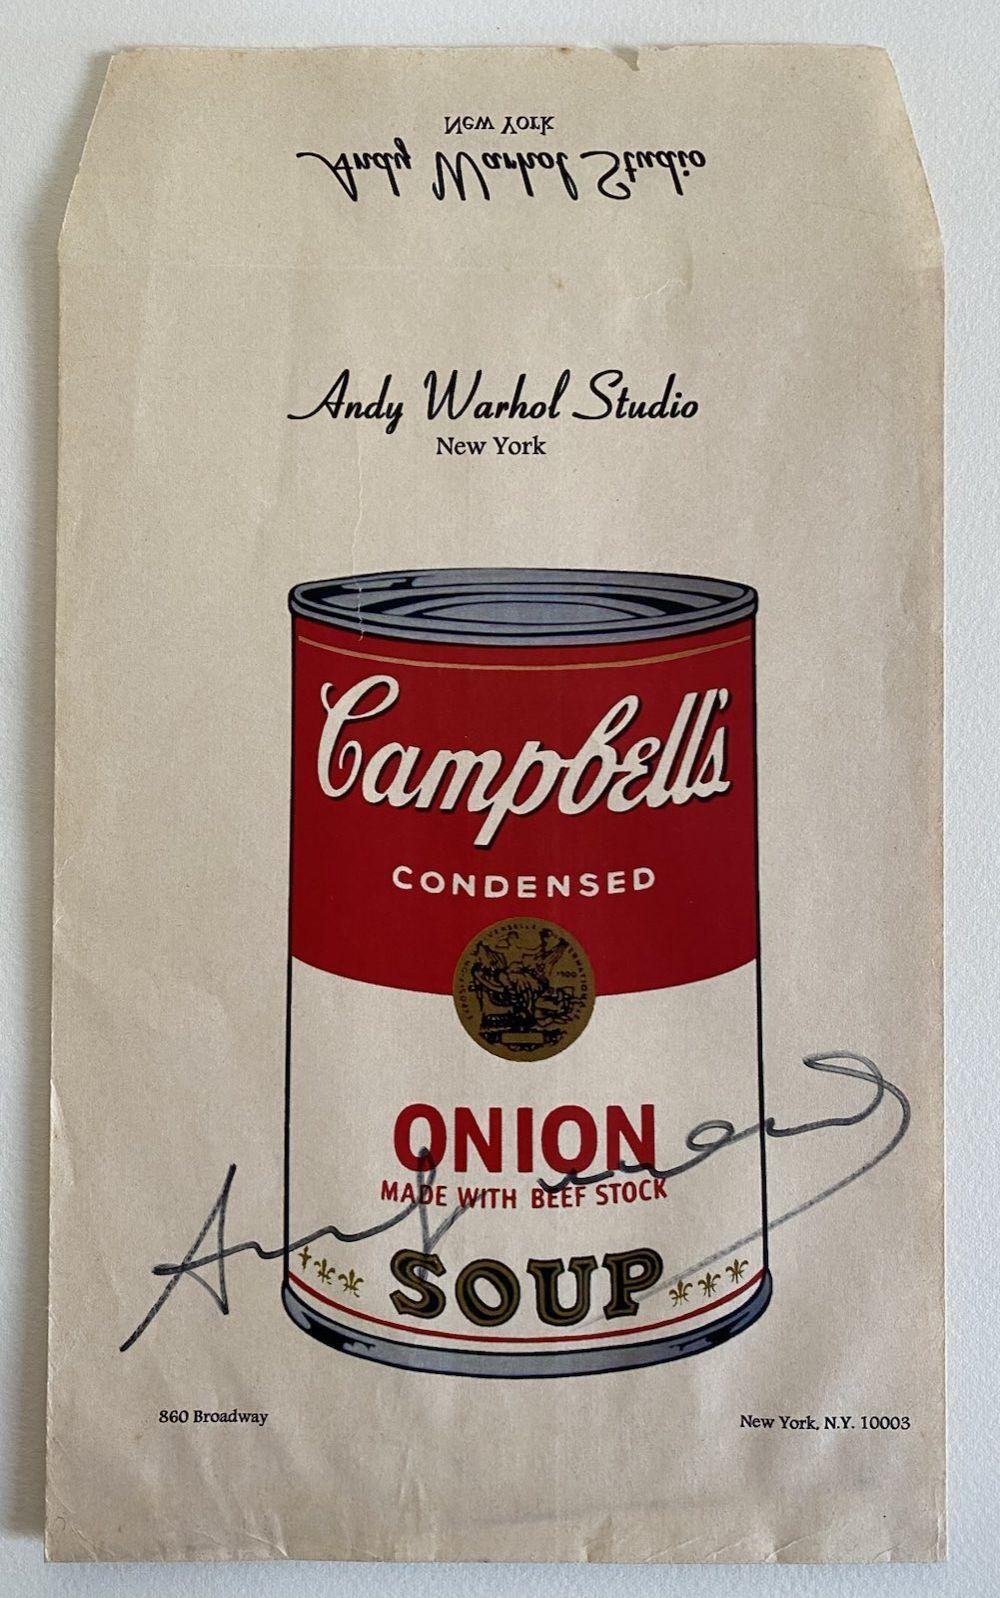 New York
Andy Warhol Studio
Andy Warhol Studio
New York
Campbell's
CONDENSED
ONION
MADE WITH BEEF STOCK
SOUP
860 Broadway
New York, N.Y. 10003